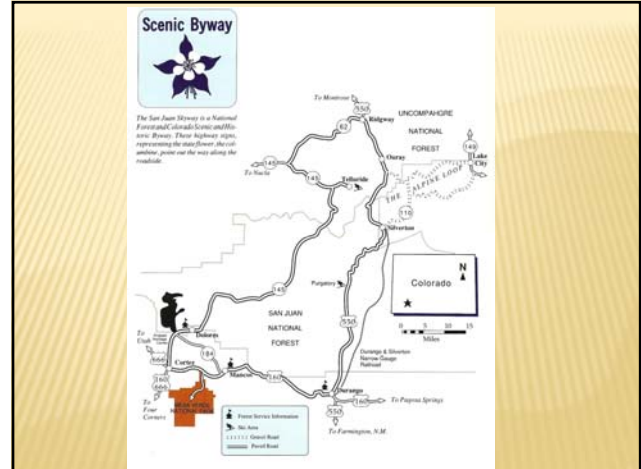 Scenic Byway
The San Juan Skyway is a National
Forest and Colorado Scenic and His-
toric Byway. These highway signs,
representing the state flower, the col-
umbine, point out the way along the
roadside.
To Montrose
550
Ridgway
62
UNCOMPAHGRE
NATIONAL
FOREST
145
To Nucla
145
Telluride
Ouray
149
Lake
City
THE ALPINE LOOP
110
Silverton
Purgatory
145
SAN JUAN
NATIONAL
FOREST
550
Colorado
N
0 5 10 15
Miles
Durango & Silverton
Narrow Gauge
Railroad
Dolores
To
Utah
666
184
Cortez
Mancos
160
160
666
To
Four
Corners
MESA VERDE
NATIONAL PARK
Durango
160
To Pagosa Springs
550
To Farmington, N.M.
Forest Service Information
Ski Area
Gravel Road
Paved Road